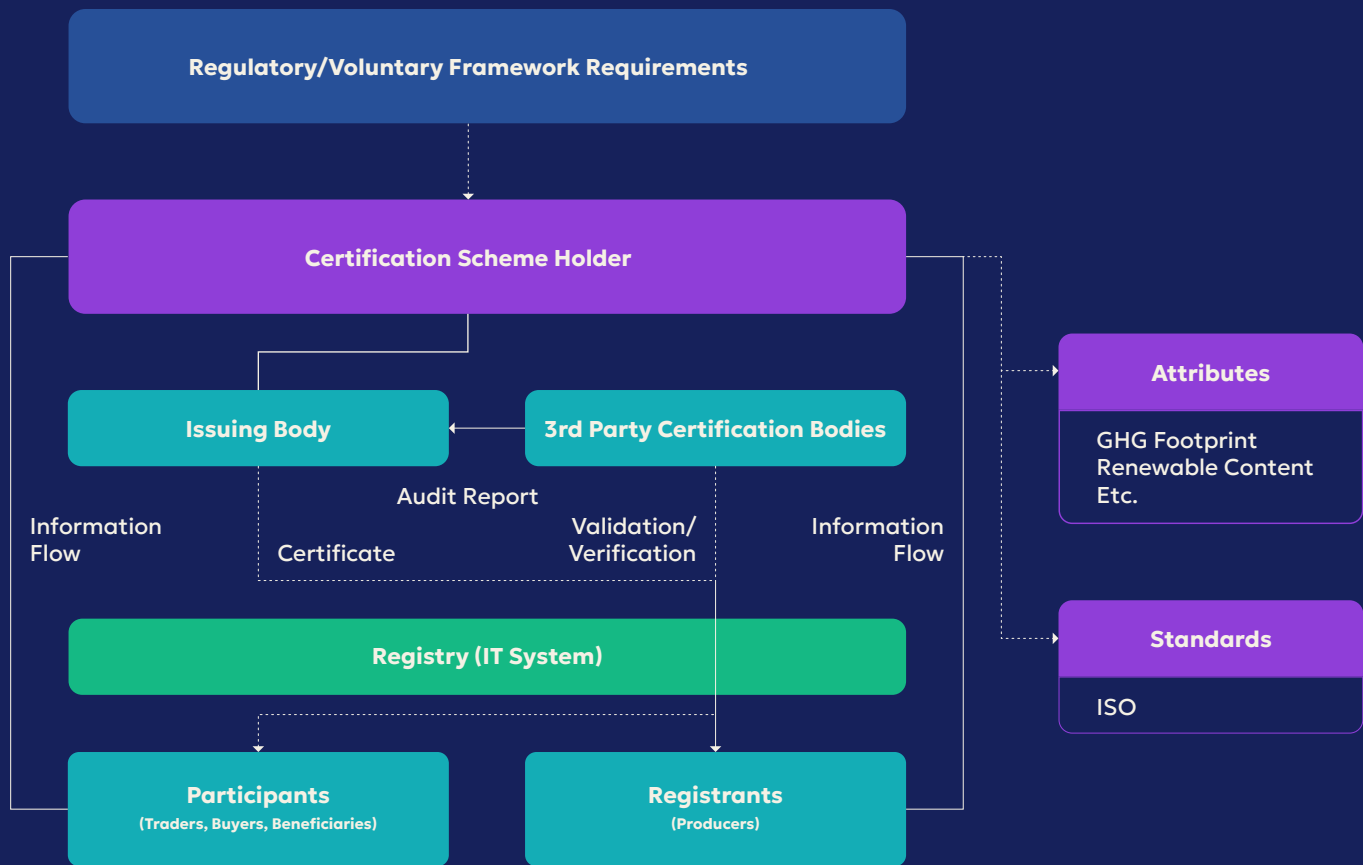 Regulatory/Voluntary Framework Requirements
Certification Scheme Holder
Attributes
GHG Footprint
Renewable Content
Etc.
Issuing Body
3rd Party Certification Bodies
Audit Report
Information
Flow
Certificate
Validation/
Verification
Information
Flow
Standards
ISO
Registry (IT System)
Participants
(Traders, Buyers, Beneficiaries)
Registrants
(Producers)